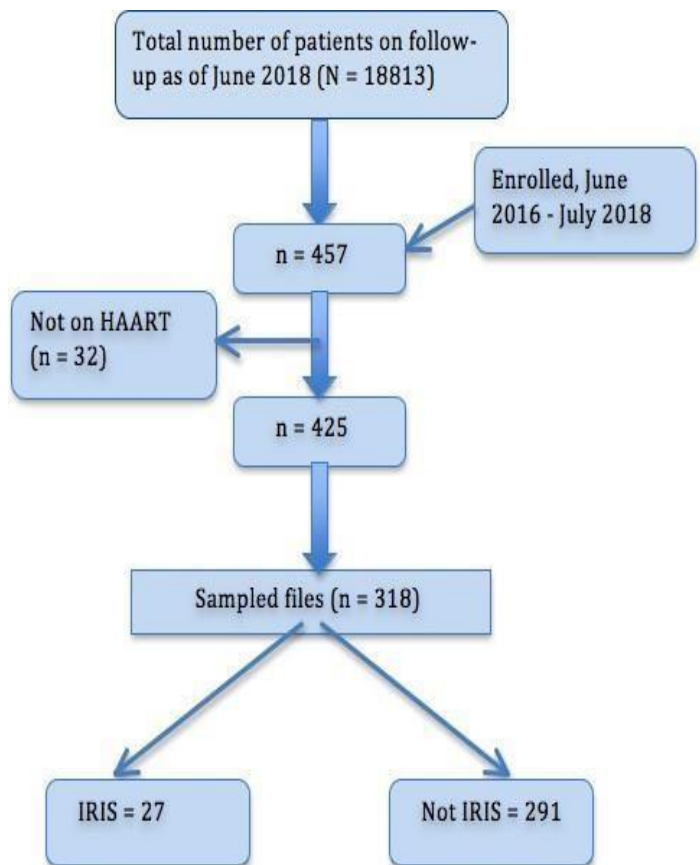 Total number of patients on follow-
up as of June 2018 (N = 18813)
Enrolled, June
2016 - July 2018
n = 457
Not on HAART
(n = 32)
n = 425
Sampled files (n = 318)
IRIS = 27
Not IRIS = 291